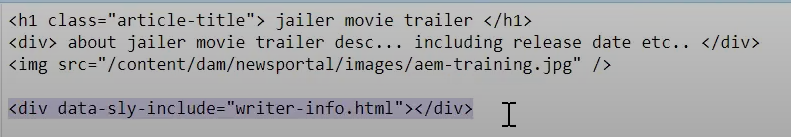 <h1 class="article-title"> jailer movie trailer </h1>
<div> about jailer movie trailer desc... including release date etc.. </div>
<img src="/content/dam/newsportal/images/aem-training.jpg" />
<div data-sly-include="writer-info.html"></div>